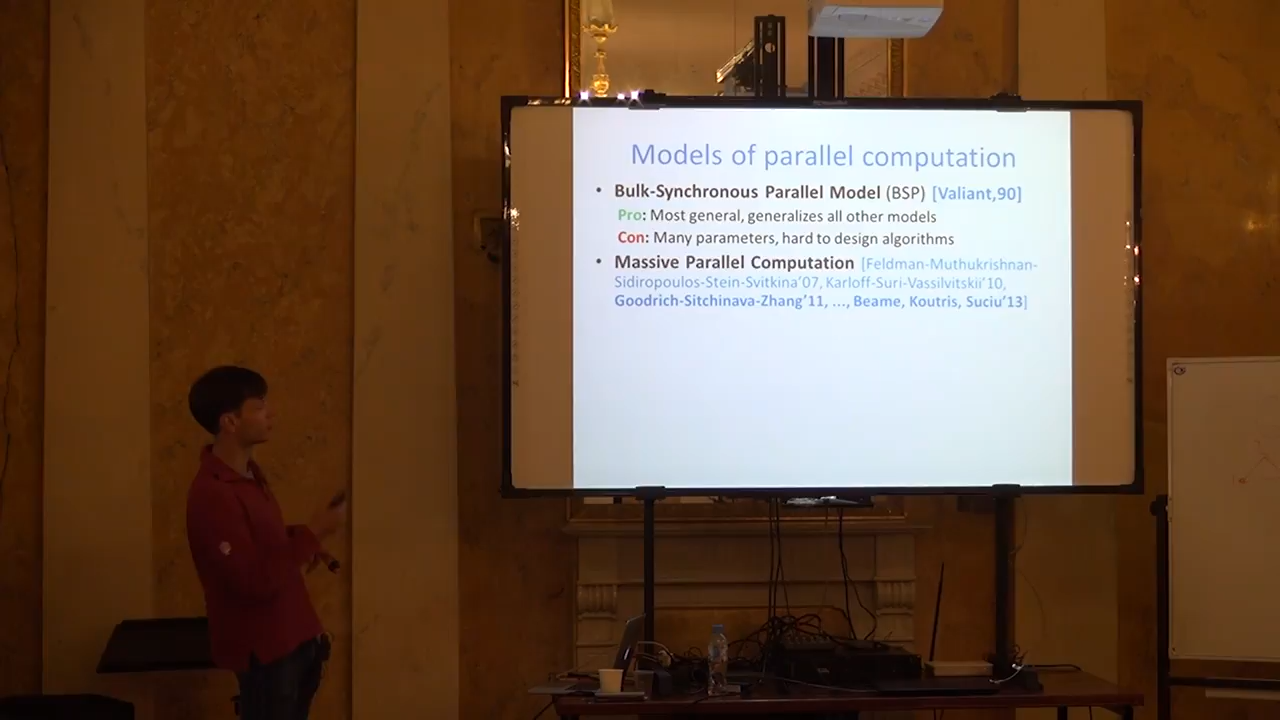 Models of parallel computation
• Bulk-Synchronous Parallel Model (BSP) [Valiant,90]
Pro: Most general, generalizes all other models
Con: Many parameters, hard to design algorithms
• Massive Parallel Computation [Feldman-Muthukrishnan-
Sidiropoulos-Stein-Svitkina'07, Karloff-Suri-Vassilvitskii'10,
Goodrich-Sitchinava-Zhang'11, ..., Beame, Koutris, Suciu'13]